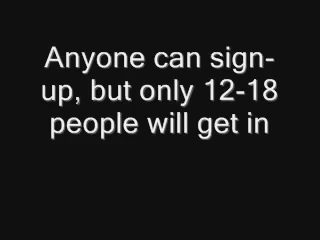 Anyone can sign-
up, but only 12-18
people will get in